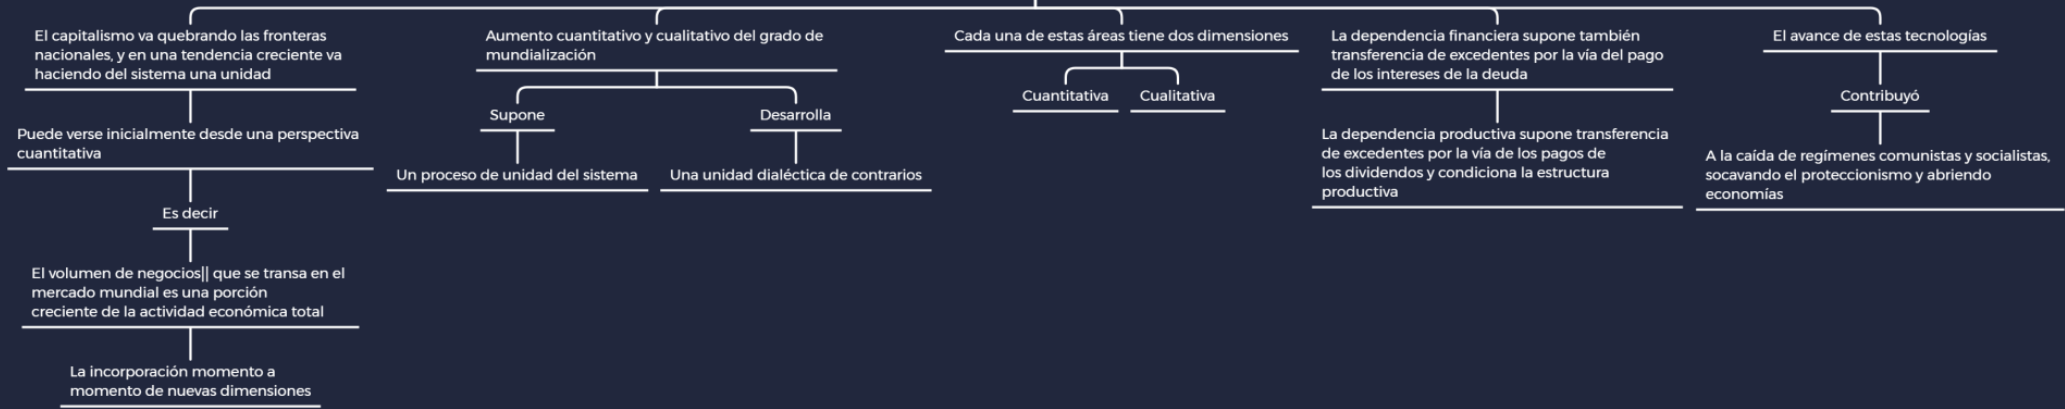 El capitalismo va quebrando las fronteras
nacionales, y en una tendencia creciente va
haciendo del sistema una unidad
Puede verse inicialmente desde una perspectiva
cuantitativa
Es decir
El volumen de negocios|| que se transa en el
mercado mundial es una porción
creciente de la actividad económica total
La incorporación momento a
momento de nuevas dimensiones
Aumento cuantitativo y cualitativo del grado de
mundialización
Supone
Un proceso de unidad del sistema
Desarrolla
Una unidad dialéctica de contrarios
Cada una de estas áreas tiene dos dimensiones
Cuantitativa
Cualitativa
La dependencia financiera supone también
transferencia de excedentes por la vía del pago
de los intereses de la deuda
La dependencia productiva supone transferencia
de excedentes por la vía de los pagos de
los dividendos y condiciona la estructura
productiva
El avance de estas tecnologías
Contribuyó
A la caída de regímenes comunistas y socialistas,
socavando el proteccionismo y abriendo
economías